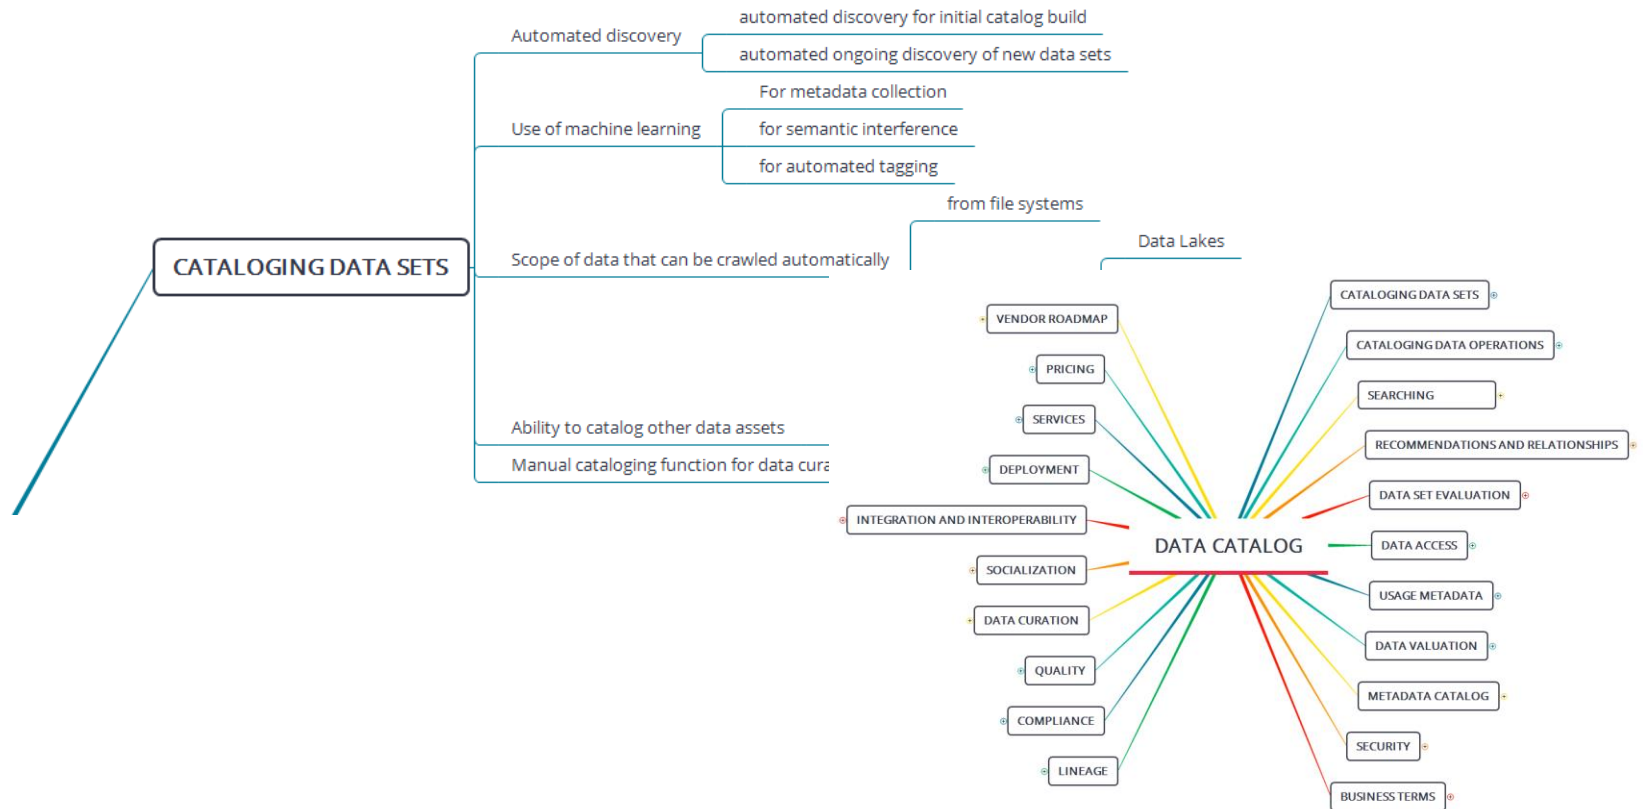 automated discovery for initial catalog build
Automated discovery
automated ongoing discovery of new data sets
For metadata collection
Use of machine learning
for semantic interference
for automated tagging
from file systems
Data Lakes
CATALOGING DATA SETS
Scope of data that can be crawled automatically
Ability to catalog other data assets
Manual cataloging function for data
DATA CATALOG
CATALOGING DATA SETS
CATALOGING DATA OPERATIONS
SEARCHING
RECOMMENDATIONS AND RELATIONSHIPS
DATA SET EVALUATION
DATA ACCESS
USAGE METADATA
DATA VALUATION
METADATA CATALOG
SECURITY
BUSINESS TERMS
VENDOR ROADMAP
PRICING
SERVICES
DEPLOYMENT
INTEGRATION AND INTEROPERABILITY
SOCIALIZATION
DATA CURATION
QUALITY
COMPLIANCE
LINEAGE